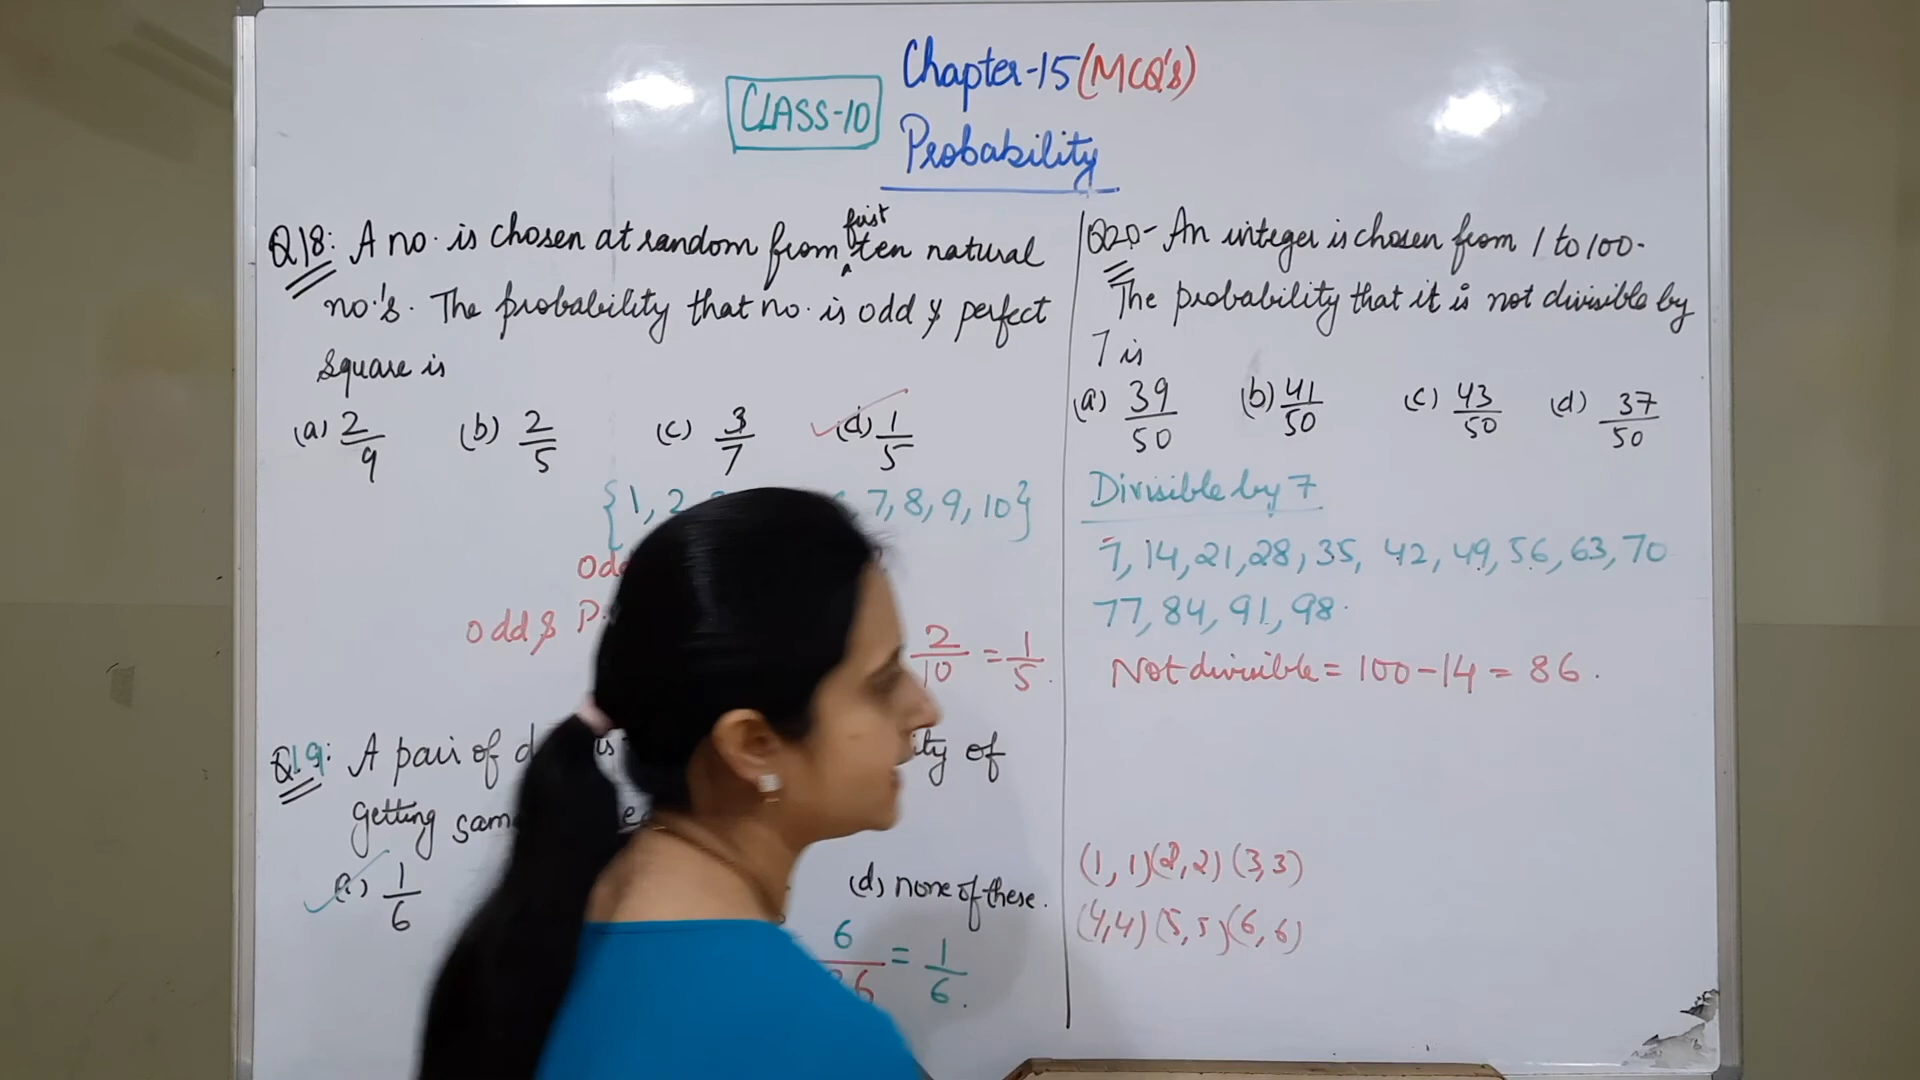 Chapter-15 (MCQ's)
CLASS-10
Probability
Q18: A no. is chosen at random from first ten natural
no.'s. The probability that no. is odd & perfect
square is
(a) 2/9 (b) 2/5 (c) 3/7 (d) 1/5
{1, 2 7, 8, 9, 10}
odd & P
2/10 = 1/5.
Q19: A pair of of
getting
(a) 1/6 (d) none of these.
6/36 = 1/6.
Q20- An integer is chosen from 1 to 100.
The probability that it is not divisible by
7 is
(a) 39/50 (b) 41/50 (c) 43/50 (d) 37/50
Divisible by 7
7, 14, 21, 28, 35, 42, 49, 56, 63, 70
77, 84, 91, 98.
Not divisible = 100 - 14 = 86.
(1, 1)(2, 2) (3, 3)
(4, 4) (5, 5)(6, 6)